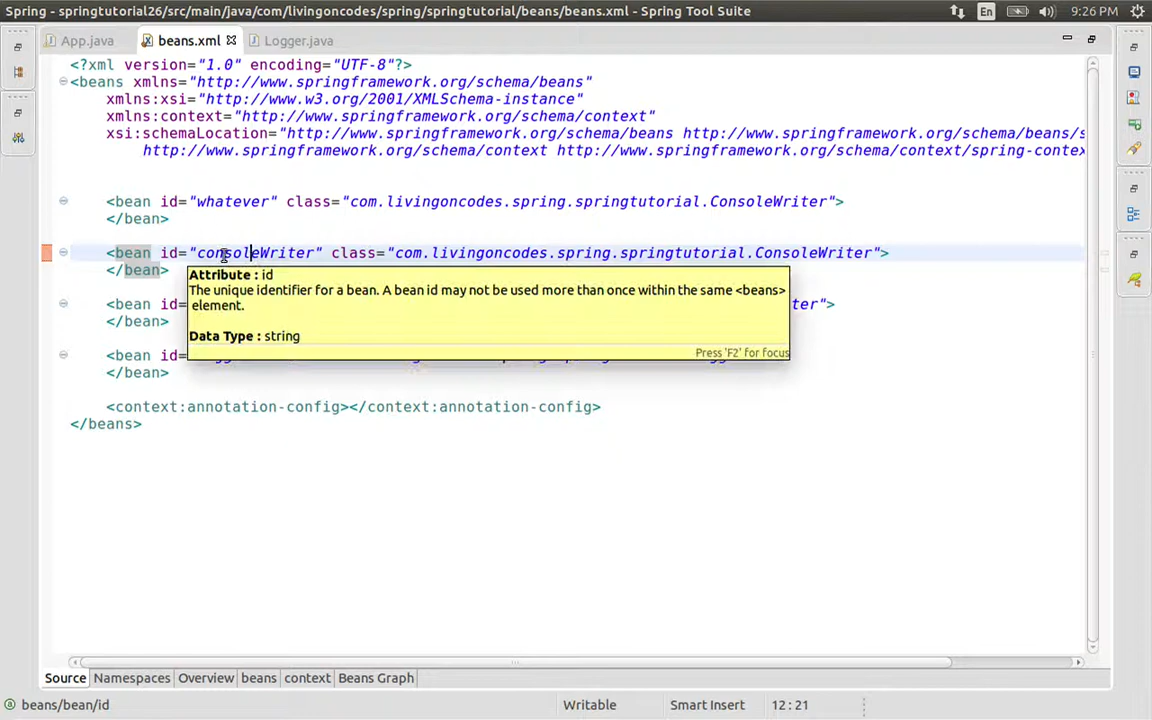 Spring - springtutorial26/src/main/java/com/livingoncodes/spring/springtutorial/beans/beans.xml - Spring Tool Suite
En
9:26 PM
App.java
beans.xml
Logger.java
<?xml version="1.0" encoding="UTF-8"?>
<beans xmlns="http://www.springframework.org/schema/beans"
xmlns:xsi="http://www.w3.org/2001/XMLSchema-instance"
xmlns:context="http://www.springframework.org/schema/context"
xsi:schemaLocation="http://www.springframework.org/schema/beans http://www.springframework.org/schema/beans/s
http://www.springframework.org/schema/context http://www.springframework.org/schema/context/spring-contex
<bean id="whatever" class="com.livingoncodes.spring.springtutorial.ConsoleWriter">
</bean>
<bean id="consoleWriter" class="com.livingoncodes.spring.springtutorial.ConsoleWriter">
</bean>
Attribute : id
The unique identifier for a bean. A bean id may not be used more than once within the same <beans>
element.
Data Type : string
Press 'F2' for focus
<bean id= ter">
</bean>
<bean id=
</bean>
<context:annotation-config></context:annotation-config>
</beans>
Source
Namespaces
Overview
beans
context
Beans Graph
beans/bean/id
Writable
Smart Insert
12 : 21